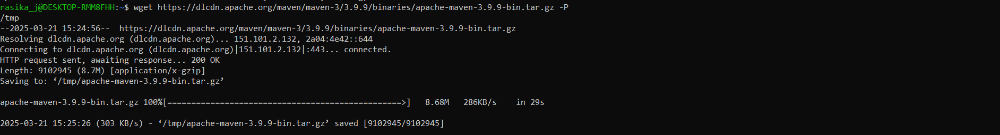 rasika_j@DESKTOP-RMM8FHH:~$ wget https://dlcdn.apache.org/maven/maven-3/3.9.9/binaries/apache-maven-3.9.9-bin.tar.gz -P
/tmp
--2025-03-21 15:24:56--  https://dlcdn.apache.org/maven/maven-3/3.9.9/binaries/apache-maven-3.9.9-bin.tar.gz
Resolving dlcdn.apache.org (dlcdn.apache.org)... 151.101.2.132, 2a04:4e42::644
Connecting to dlcdn.apache.org (dlcdn.apache.org)|151.101.2.132|:443... connected.
HTTP request sent, awaiting response... 200 OK
Length: 9102945 (8.7M) [application/x-gzip]
Saving to: ‘/tmp/apache-maven-3.9.9-bin.tar.gz’
apache-maven-3.9.9-bin.tar.gz 100%[=================================================>]   8.68M   286KB/s    in 29s
2025-03-21 15:25:26 (303 KB/s) - ‘/tmp/apache-maven-3.9.9-bin.tar.gz’ saved [9102945/9102945]